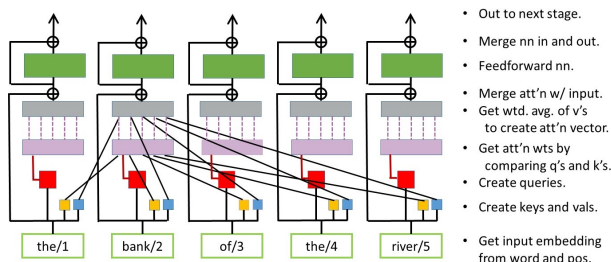 • Out to next stage.
• Merge nn in and out.
• Feedforward nn.
• Merge att'n w/ input.
• Get wtd. avg. of v's
to create att'n vector.
• Get att'n wts by
comparing q's and k's.
• Create queries.
• Create keys and vals.
• Get input embedding
from word and pos.
the/1 bank/2 of/3 the/4 river/5